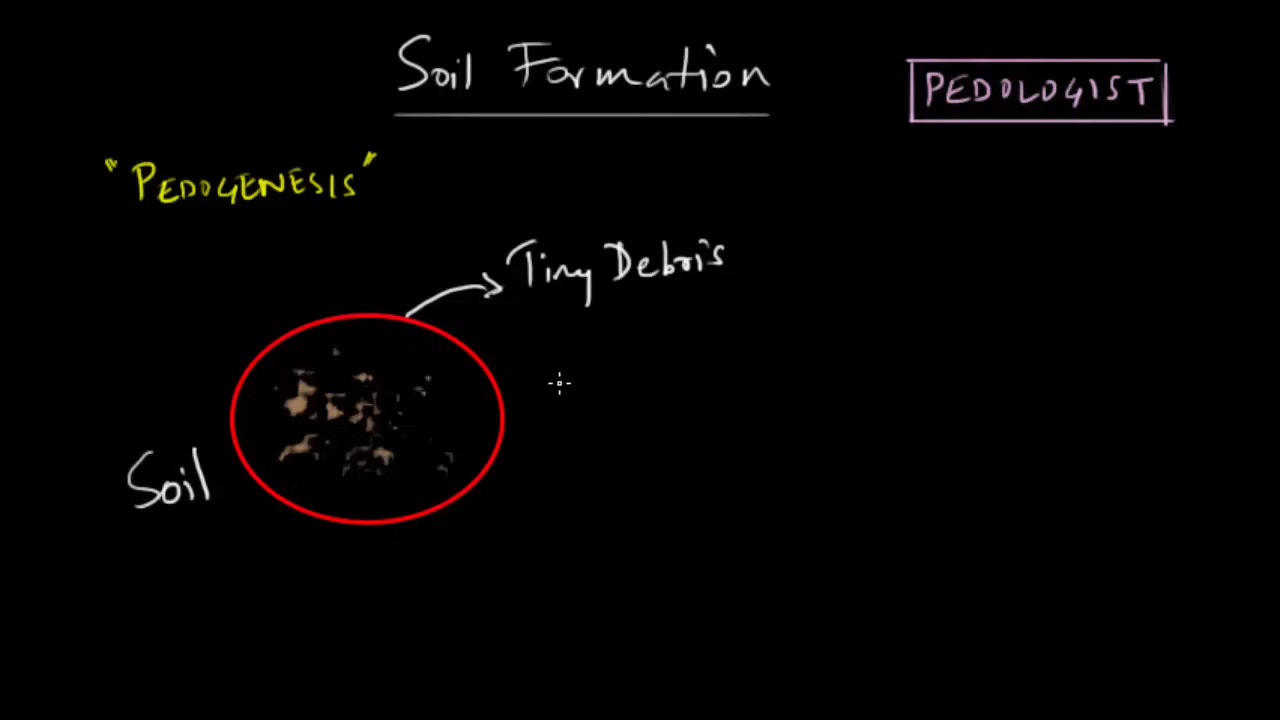 Soil Formation
PEDOLOGIST
"PEDOGENESIS"
Tiny Debris
Soil